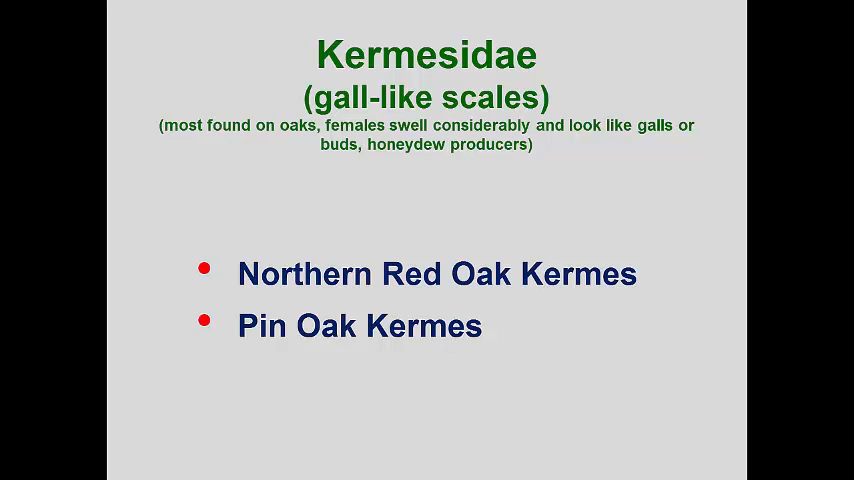 Kermesidae
(gall-like scales)
(most found on oaks, females swell considerably and look like galls or
buds, honeydew producers)
• Northern Red Oak Kermes
• Pin Oak Kermes